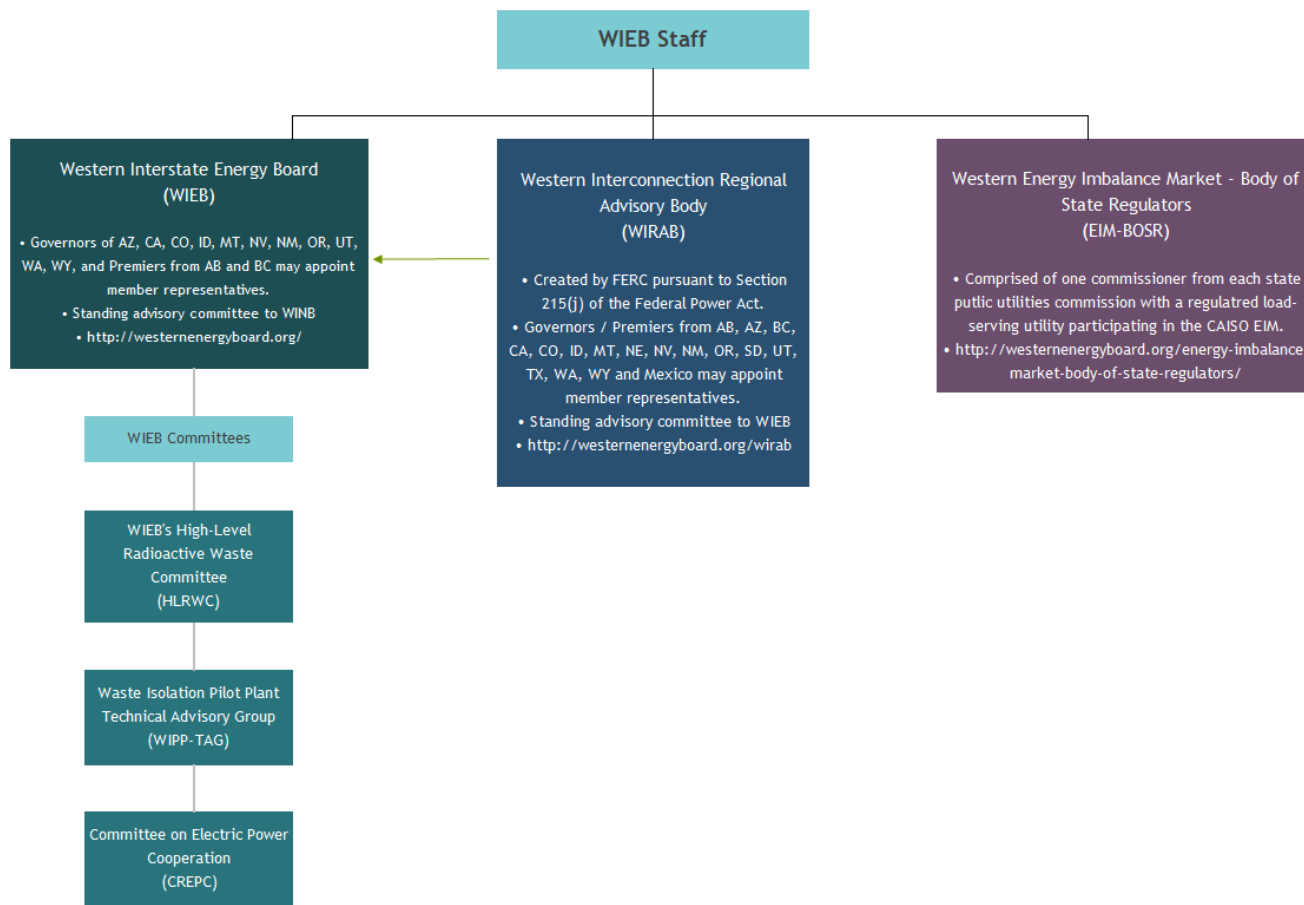 WIEB Staff
Western Interstate Energy Board
(WIEB)
• Governors of AZ, CA, CO, ID, MT, NV, NM, OR, UT,
WA, WY, and Premiers from AB and BC may appoint
member representatives.
• Standing advisory committee to WINB
• http://westernenergyboard.org/
Western Interconnection Regional
Advisory Body
(WIRAB)
• Created by FERC pursuant to Section
215(j) of the Federal Power Act.
• Governors / Premiers from AB, AZ, BC,
CA, CO, ID, MT, NE, NV, NM, OR, SD, UT,
TX, WA, WY and Mexico may appoint
member representatives.
• Standing advisory committee to WIEB
• http://westernenergyboard.org/wirab
Western Energy Imbalance Market - Body of
State Regulators
(EIM-BOSR)
• Comprised of one commissioner from each state
putlic utilities commission with a regulatred load-
serving utility participating in the CAISO EIM.
• http://westernenergyboard.org/energy-imbalance-
market-body-of-state-regulators/
WIEB Committees
WIEB's High-Level
Radioactive Waste
Committee
(HLRWC)
Waste Isolation Pilot Plant
Technical Advisory Group
(WIPP-TAG)
Committee on Electric Power
Cooperation
(CREPC)